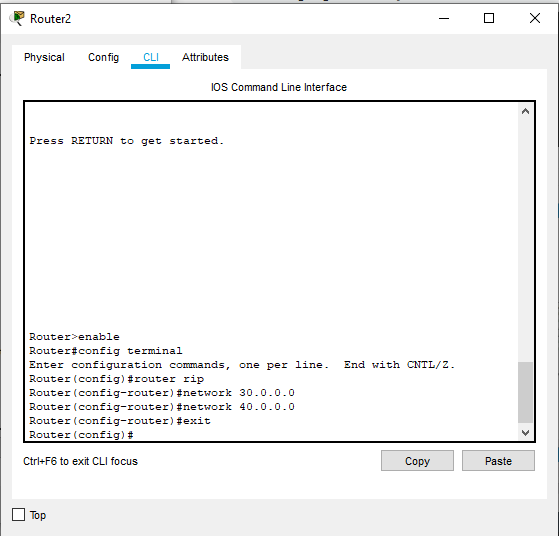 Router2
Physical Config CLI Attributes
IOS Command Line Interface
Press RETURN to get started.
Router>enable
Router#config terminal
Enter configuration commands, one per line.  End with CNTL/Z.
Router(config)#router rip
Router(config-router)#network 30.0.0.0
Router(config-router)#network 40.0.0.0
Router(config-router)#exit
Router(config)#
Ctrl+F6 to exit CLI focus
Copy Paste
Top